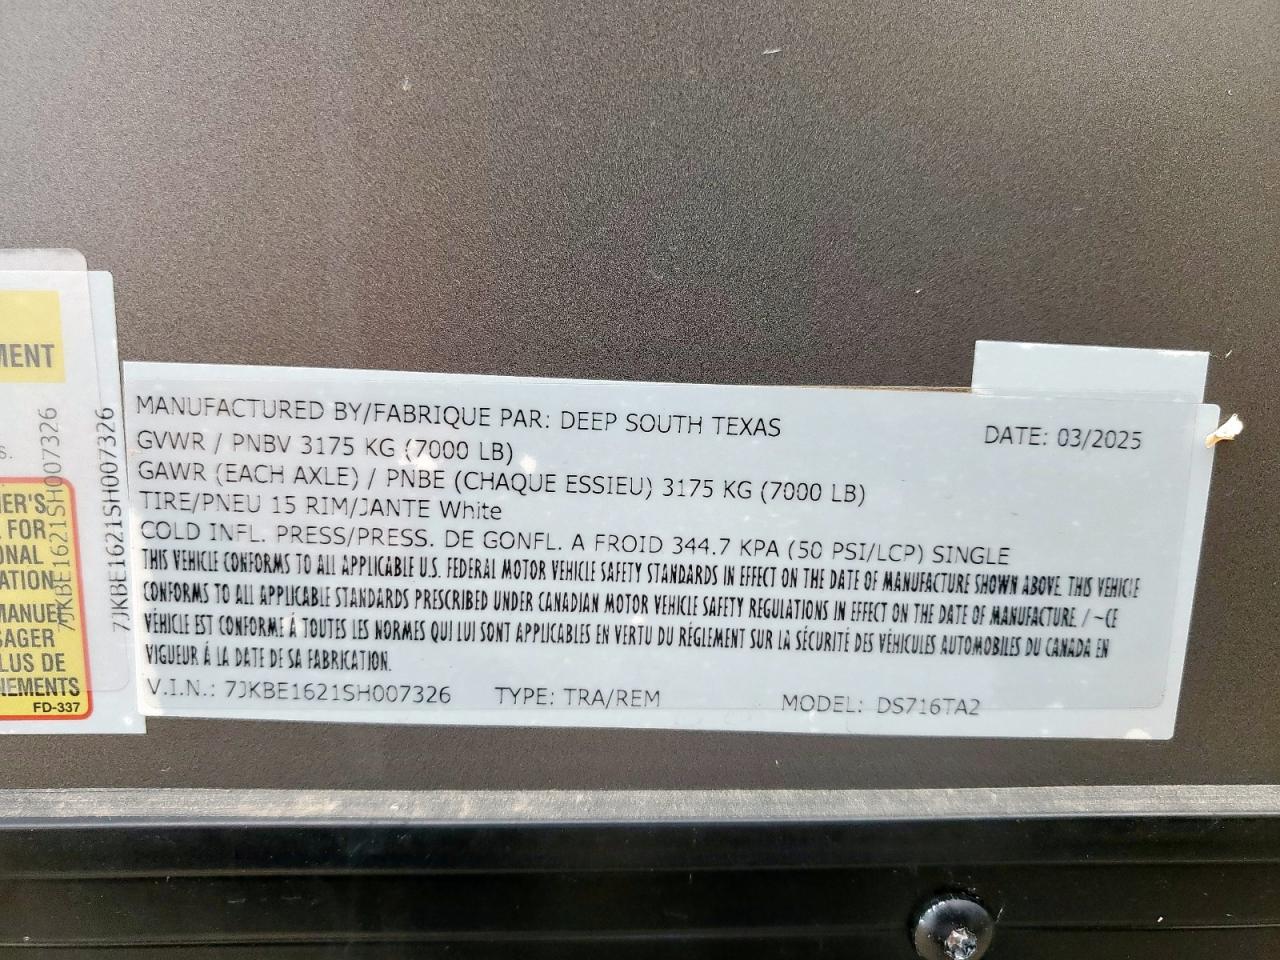 MENT
s.
ER'S
FOR
ONAL
ATION
MANUEL
SAGER
LUS DE
NEMENTS
FD-337
7JKBE1621SH007326
7JKBE1621SH007326
MANUFACTURED BY/FABRIQUE PAR: DEEP SOUTH TEXAS
DATE: 03/2025
GVWR / PNBV 3175 KG (7000 LB)
GAWR (EACH AXLE) / PNBE (CHAQUE ESSIEU) 3175 KG (7000 LB)
TIRE/PNEU 15 RIM/JANTE White
COLD INFL. PRESS/PRESS. DE GONFL. A FROID 344.7 KPA (50 PSI/LCP) SINGLE
THIS VEHICLE CONFORMS TO ALL APPLICABLE U.S. FEDERAL MOTOR VEHICLE SAFETY STANDARDS IN EFFECT ON THE DATE OF MANUFACTURE SHOWN ABOVE. THIS VEHICLE
CONFORMS TO ALL APPLICABLE STANDARDS PRESCRIBED UNDER CANADIAN MOTOR VEHICLE SAFETY REGULATIONS IN EFFECT ON THE DATE OF MANUFACTURE. / ~CE
VÉHICLE EST CONFORME À TOUTES LES NORMES QUI LUI SONT APPLICABLES EN VERTU DU RÉGLEMENT SUR LA SÉCURITÉ DES VÉHICULES AUTOMOBILES DU CANADA EN
VIGUEUR À LA DATE DE SA FABRICATION.
V.I.N.: 7JKBE1621SH007326 TYPE: TRA/REM MODEL: DS716TA2